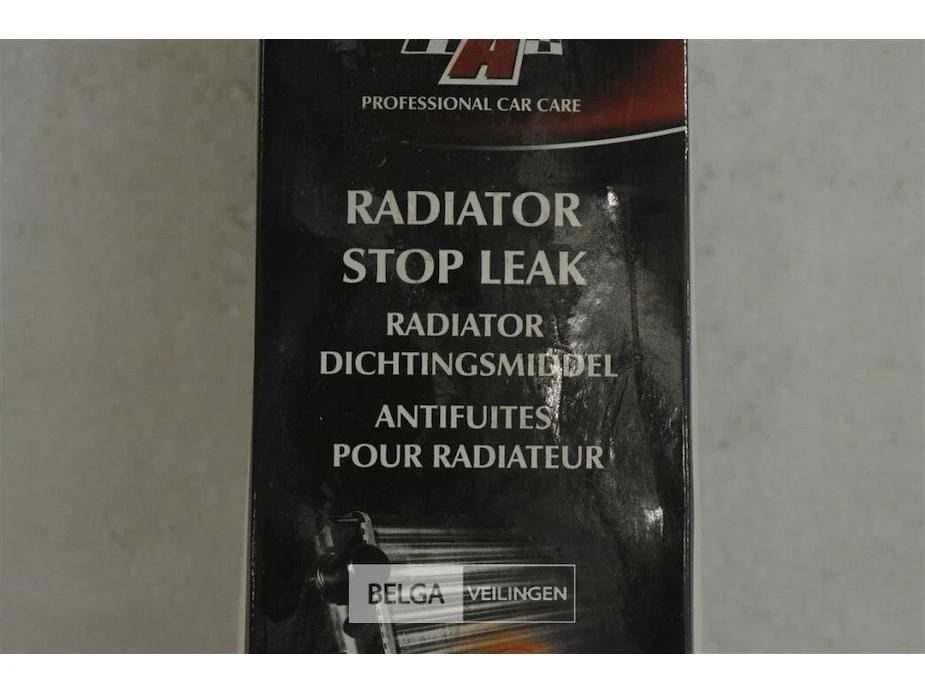 A
PROFESSIONAL CAR CARE
RADIATOR
STOP LEAK
RADIATOR
DICHTINGSMIDDEL
ANTIFUITES
POUR RADIATEUR
BELGA VEILINGEN